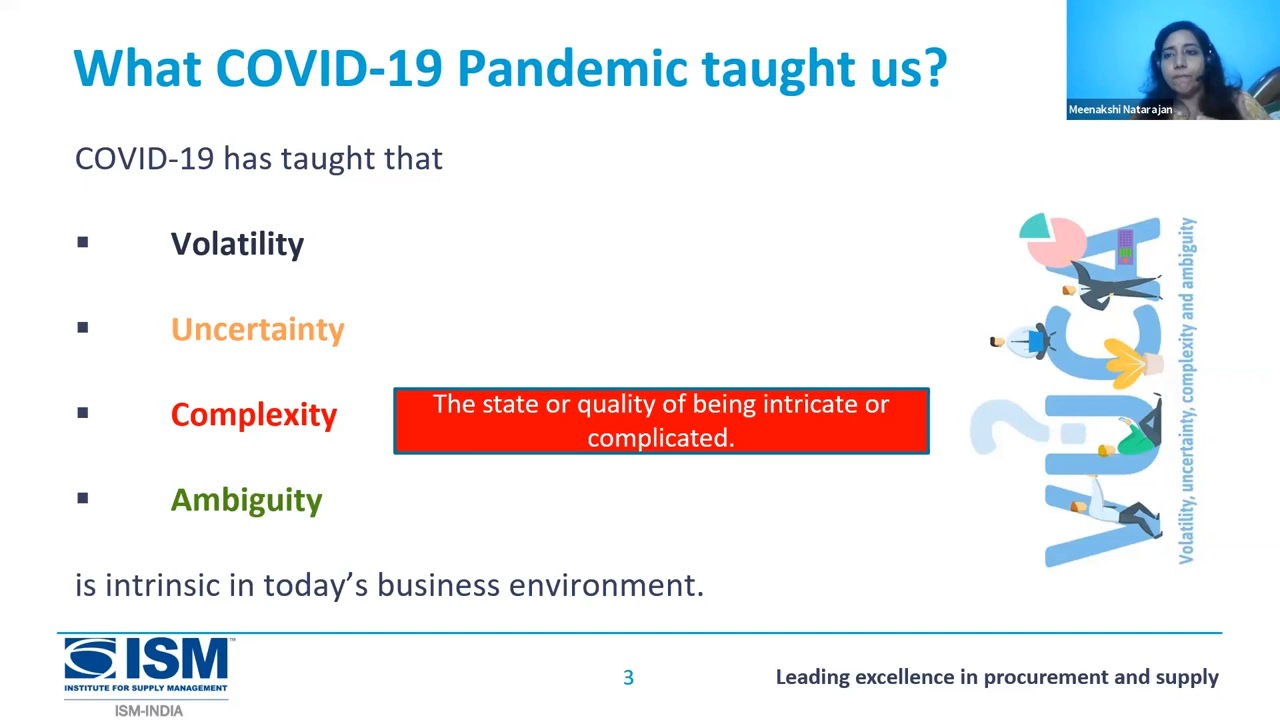 What COVID-19 Pandemic taught us?
Meenakshi Natarajan
COVID-19 has taught that
▪ Volatility
▪ Uncertainty
▪ Complexity
The state or quality of being intricate or
complicated.
▪ Ambiguity
is intrinsic in today’s business environment.
VUCA
Volatility, uncertainty, complexity and ambiguity
ISM™
INSTITUTE FOR SUPPLY MANAGEMENT
ISM-INDIA
3
Leading excellence in procurement and supply